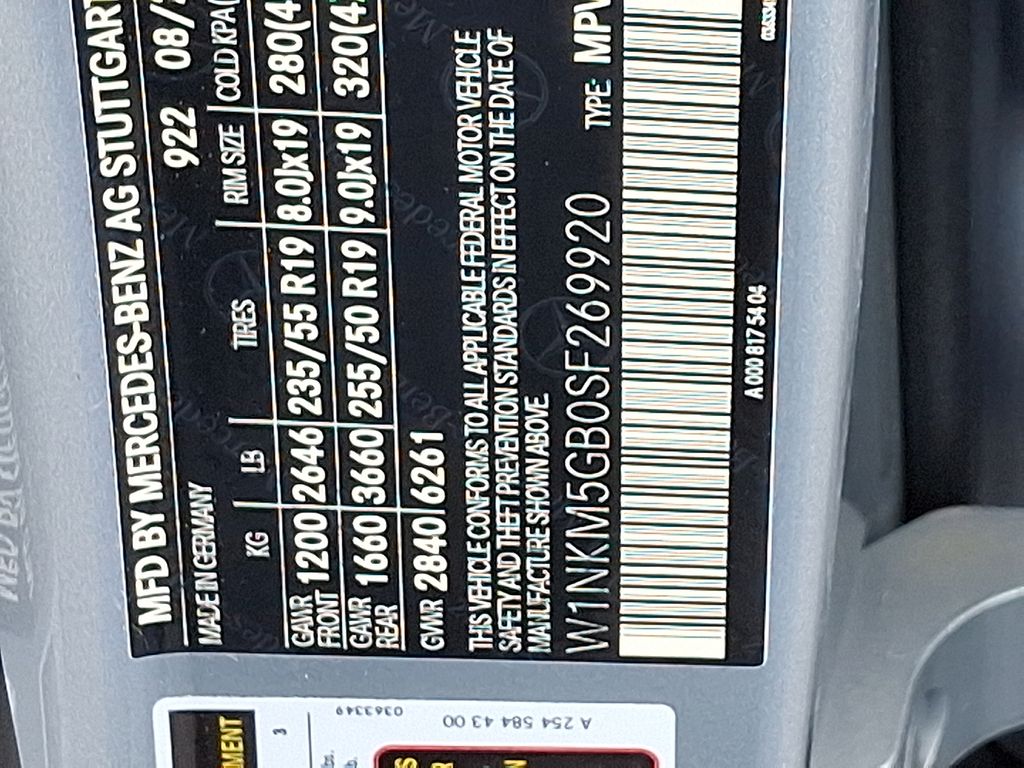 MFD BY MERCEDES-BENZ AG STUTTGART
MADE IN GERMANY 922 08/
KG LB TIRES RIM SIZE COLD KPA(
GAWR FRONT 1200 2646 235/55 R19 8.0Jx19 280(4
GAWR REAR 1660 3660 255/50 R19 9.0Jx19 320(4
GVWR 2840 6261
THIS VEHICLE CONFORMS TO ALL APPLICABLE FEDERAL MOTOR VEHICLE
SAFETY AND THEFT PREVENTION STANDARDS IN EFFECT ON THE DATE OF
MANUFACTURE SHOWN ABOVE.
W1NKM5GB0SF269920 TYPE: MPV
A 000 817 54 04
MENT
3
0363349
A 254 584 43 00